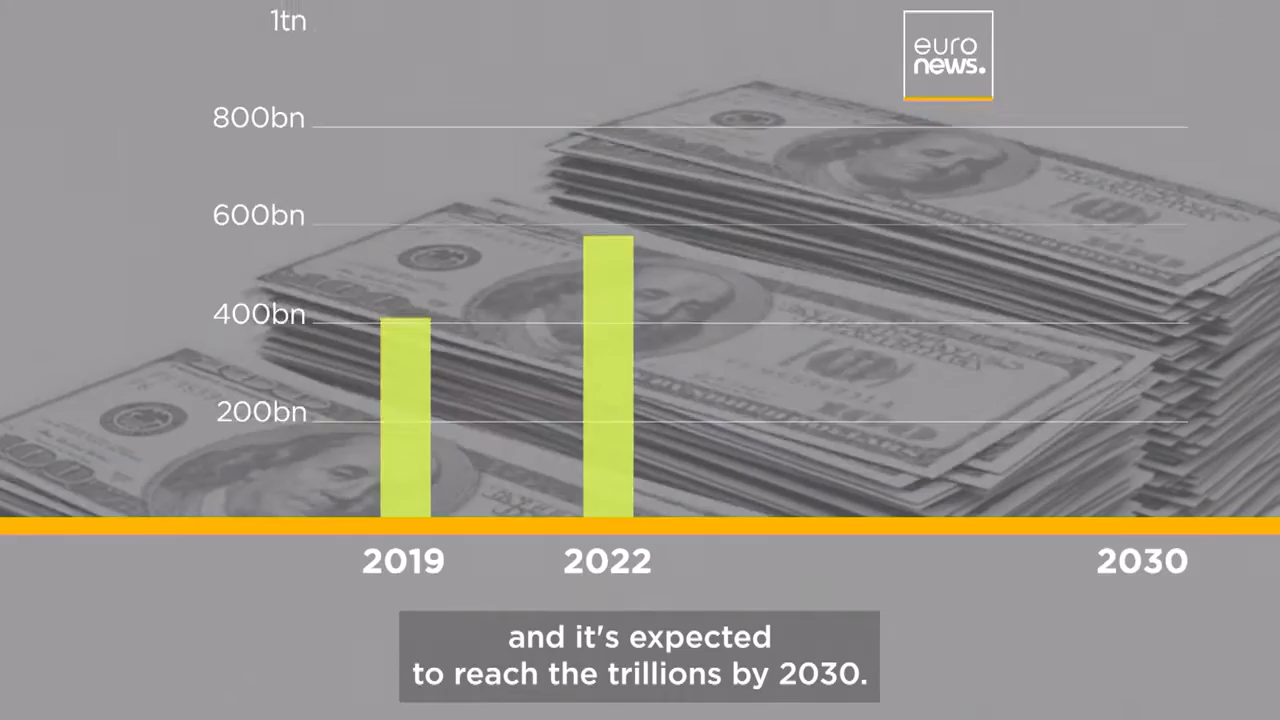 1tn
euro
news.
800bn
600bn
400bn
200bn
2019 2022 2030
and it's expected
to reach the trillions by 2030.